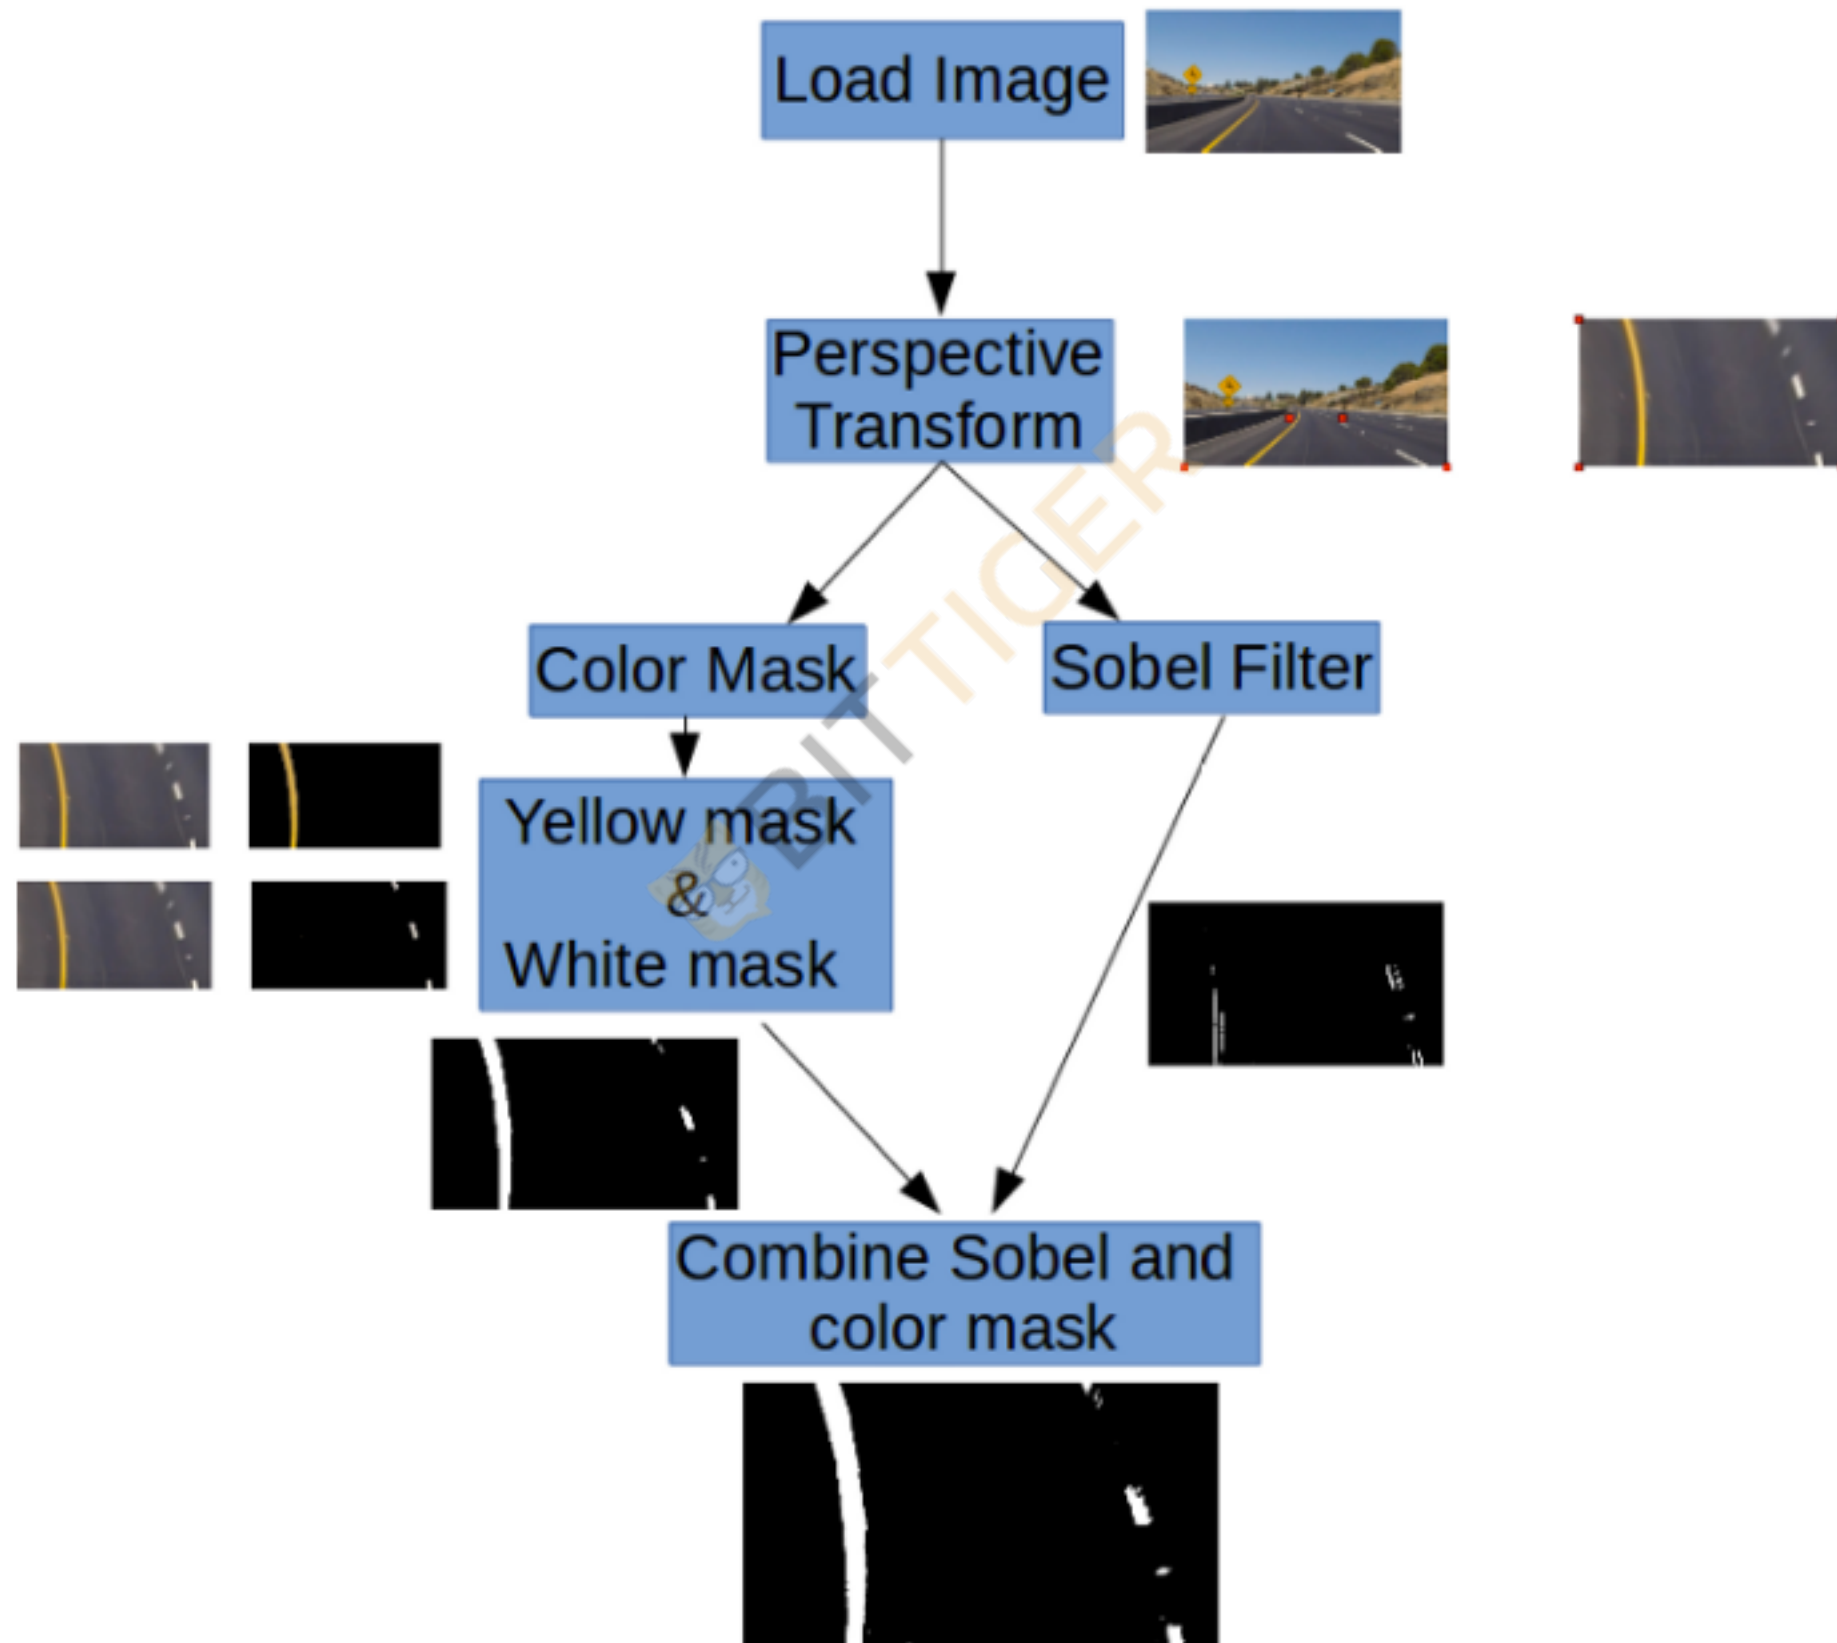 Load Image
Perspective
Transform
Color Mask
Sobel Filter
Yellow mask
&
White mask
BITTIGER
Combine Sobel and
color mask